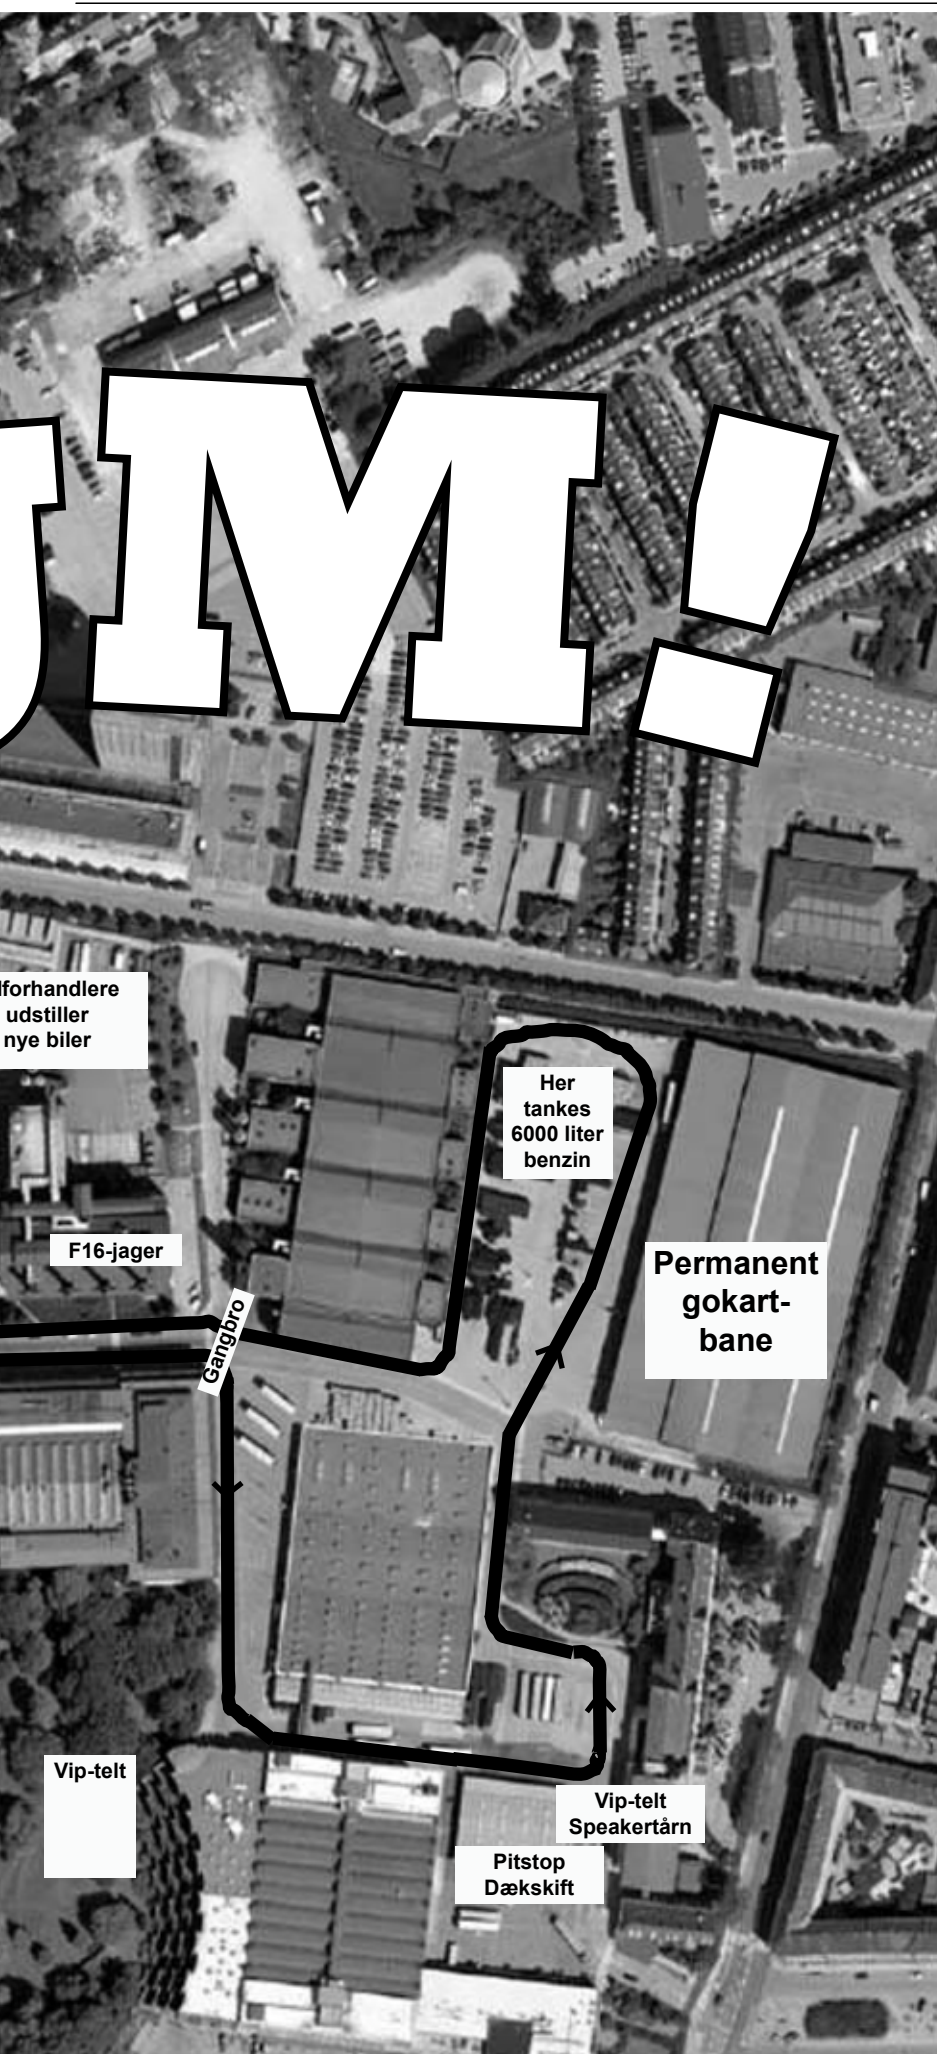 M!
forhandlere
udstiller
nye biler
Her
tankes
6000 liter
benzin
F16-jager
Permanent
gokart-
bane
Gangbro
Vip-telt
Vip-telt
Speakertårn
Pitstop
Dækskift